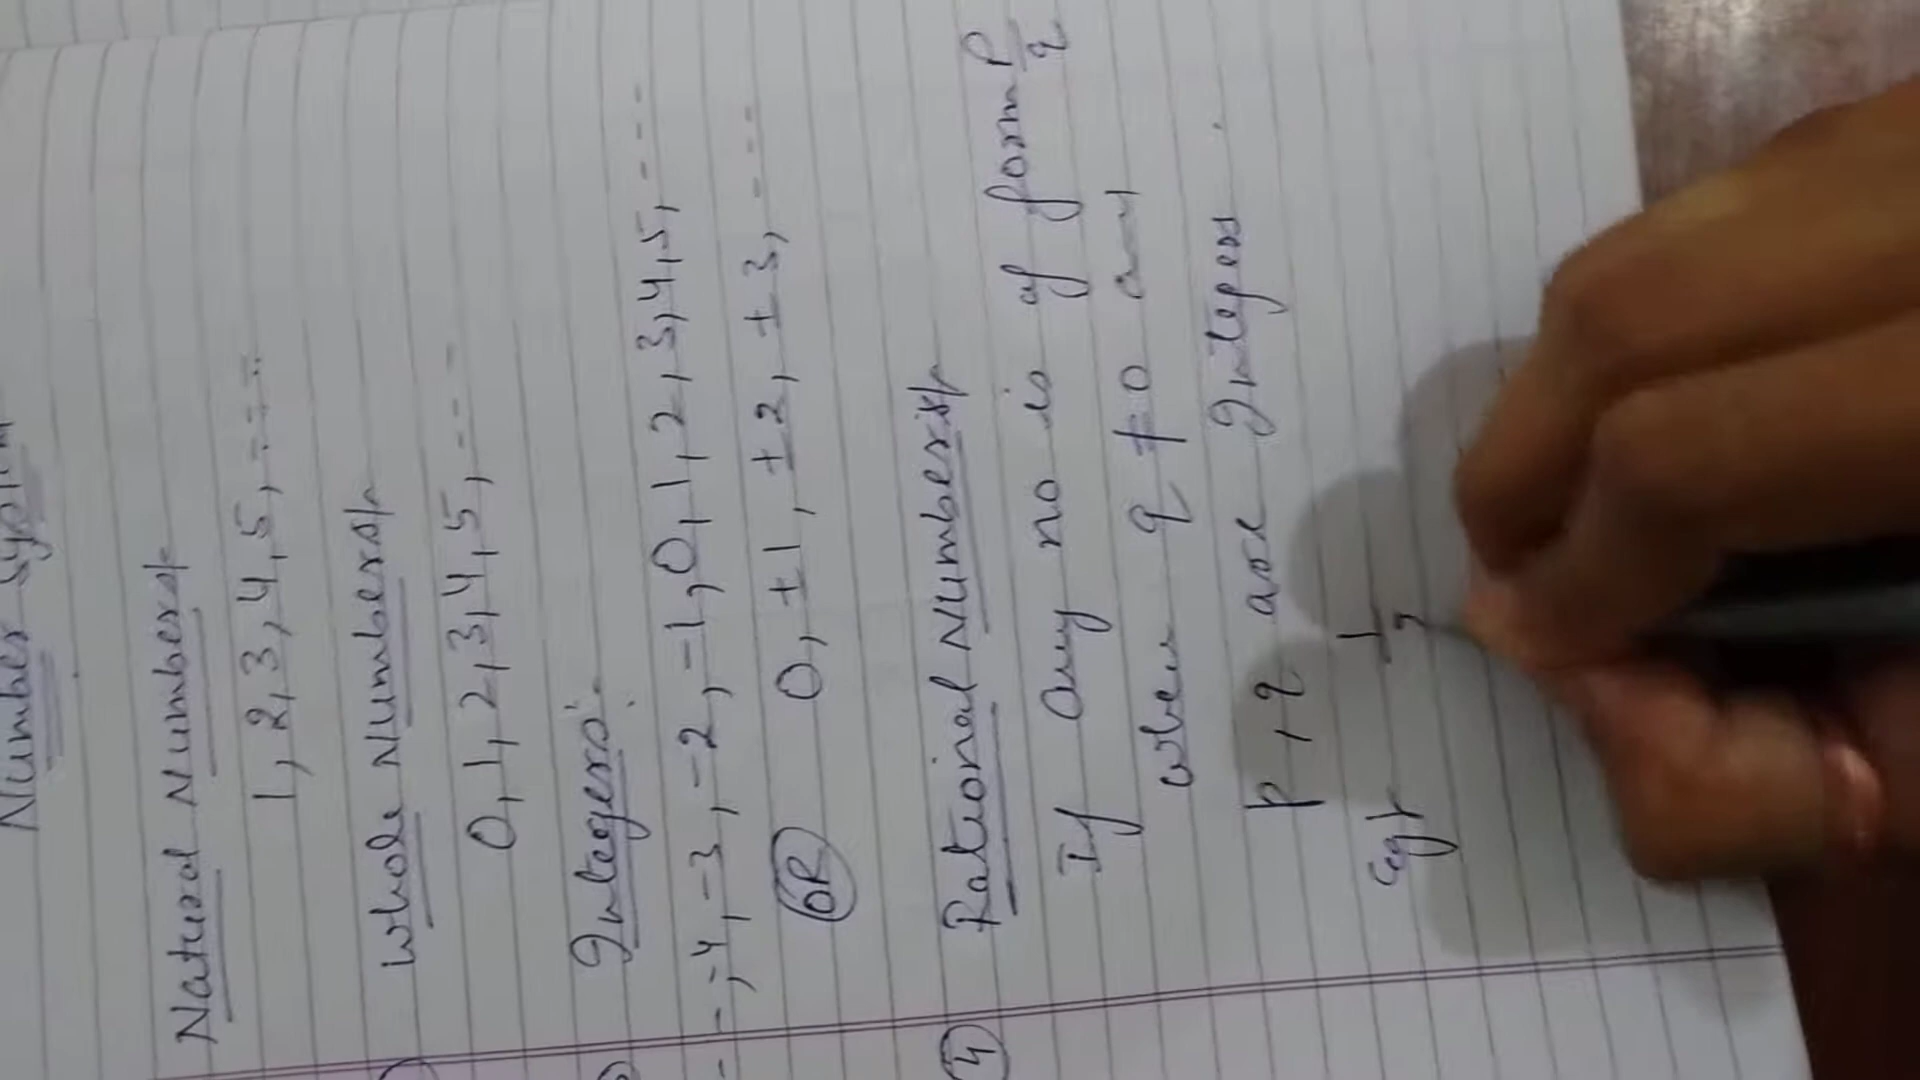 Number System
Natural Numbers:-
1, 2, 3, 4, 5, ----
Whole Numbers:-
0, 1, 2, 3, 4, 5, ---
Integers:-
---, -4, -3, -2, -1, 0, 1, 2, 3, 4, 5, ----
OR 0, ±1, ±2, ±3, ----
4 Rational Numbers:-
If any no is of form P/q
when q ≠ 0 and
p, q are Integers.
eg:- 1/2